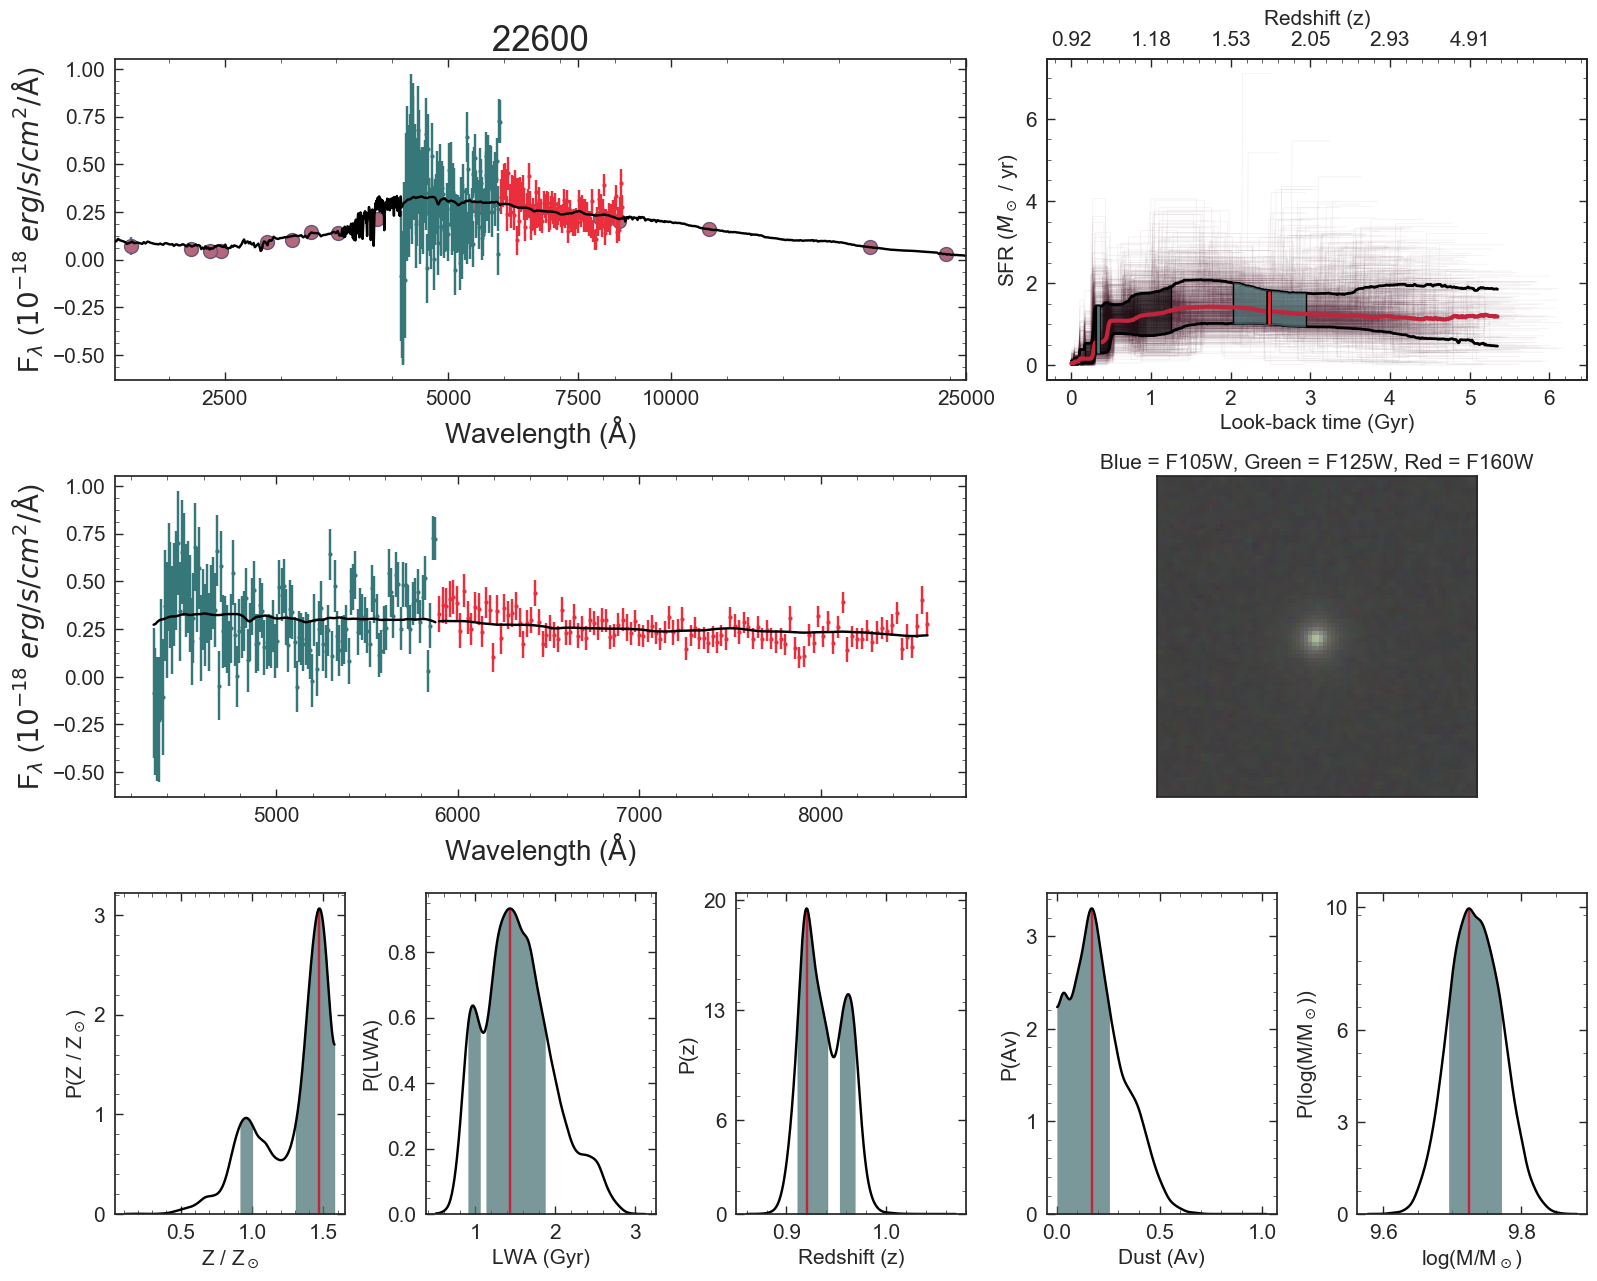 22600
1.00
0.75
0.50
0.25
0.00
−0.25
−0.50
F_λ (10^{−18} erg/s/cm^2/Å)
2500 5000 7500 10000 25000
Wavelength (Å)
Redshift (z)
0.92 1.18 1.53 2.05 2.93 4.91
6
4
2
0
SFR (M_⊙ / yr)
0 1 2 3 4 5 6
Look-back time (Gyr)
1.00
0.75
0.50
0.25
0.00
−0.25
−0.50
F_λ (10^{−18} erg/s/cm^2/Å)
5000 6000 7000 8000
Wavelength (Å)
Blue = F105W, Green = F125W, Red = F160W
3
2
1
0
P(Z / Z_⊙)
0.5 1.0 1.5
Z / Z_⊙
0.8
0.6
0.4
0.2
0.0
P(LWA)
1 2 3
LWA (Gyr)
20
13
6
0
P(z)
0.9 1.0
Redshift (z)
3
2
1
0
P(Av)
0.0 0.5 1.0
Dust (Av)
10
6
3
0
P(log(M/M_⊙))
9.6 9.8
log(M/M_⊙)